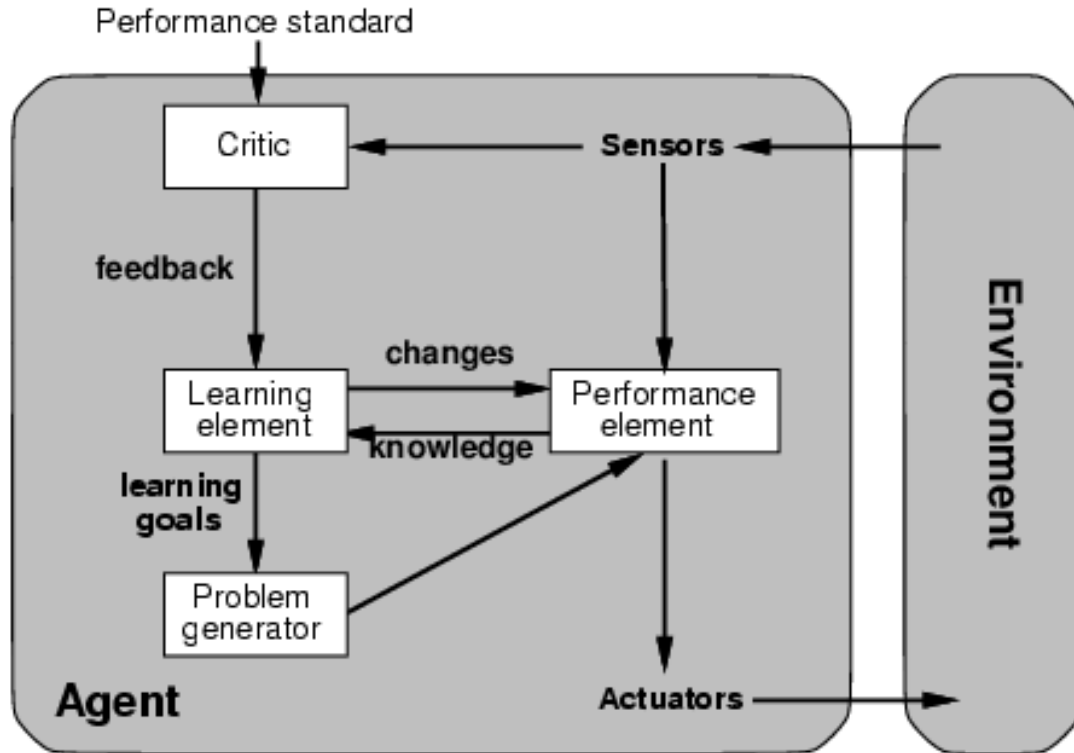 Performance standard
Critic
Sensors
feedback
changes
Learning
element
Performance
element
knowledge
learning
goals
Problem
generator
Agent
Actuators
Environment